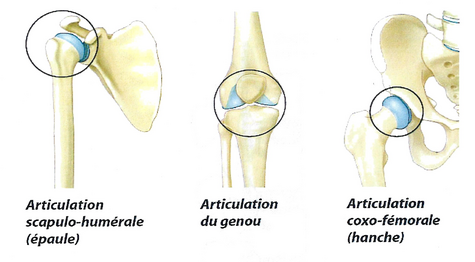 Articulation
scapulo-humérale
(épaule)
Articulation
du genou
Articulation
coxo-fémorale
(hanche)